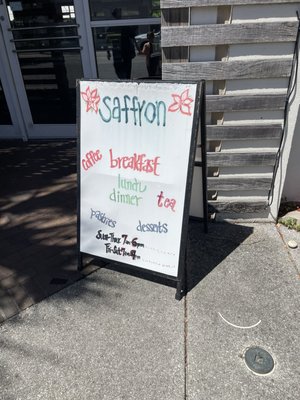 saffron
coffee breakfast
lunch
dinner tea
pastries desserts